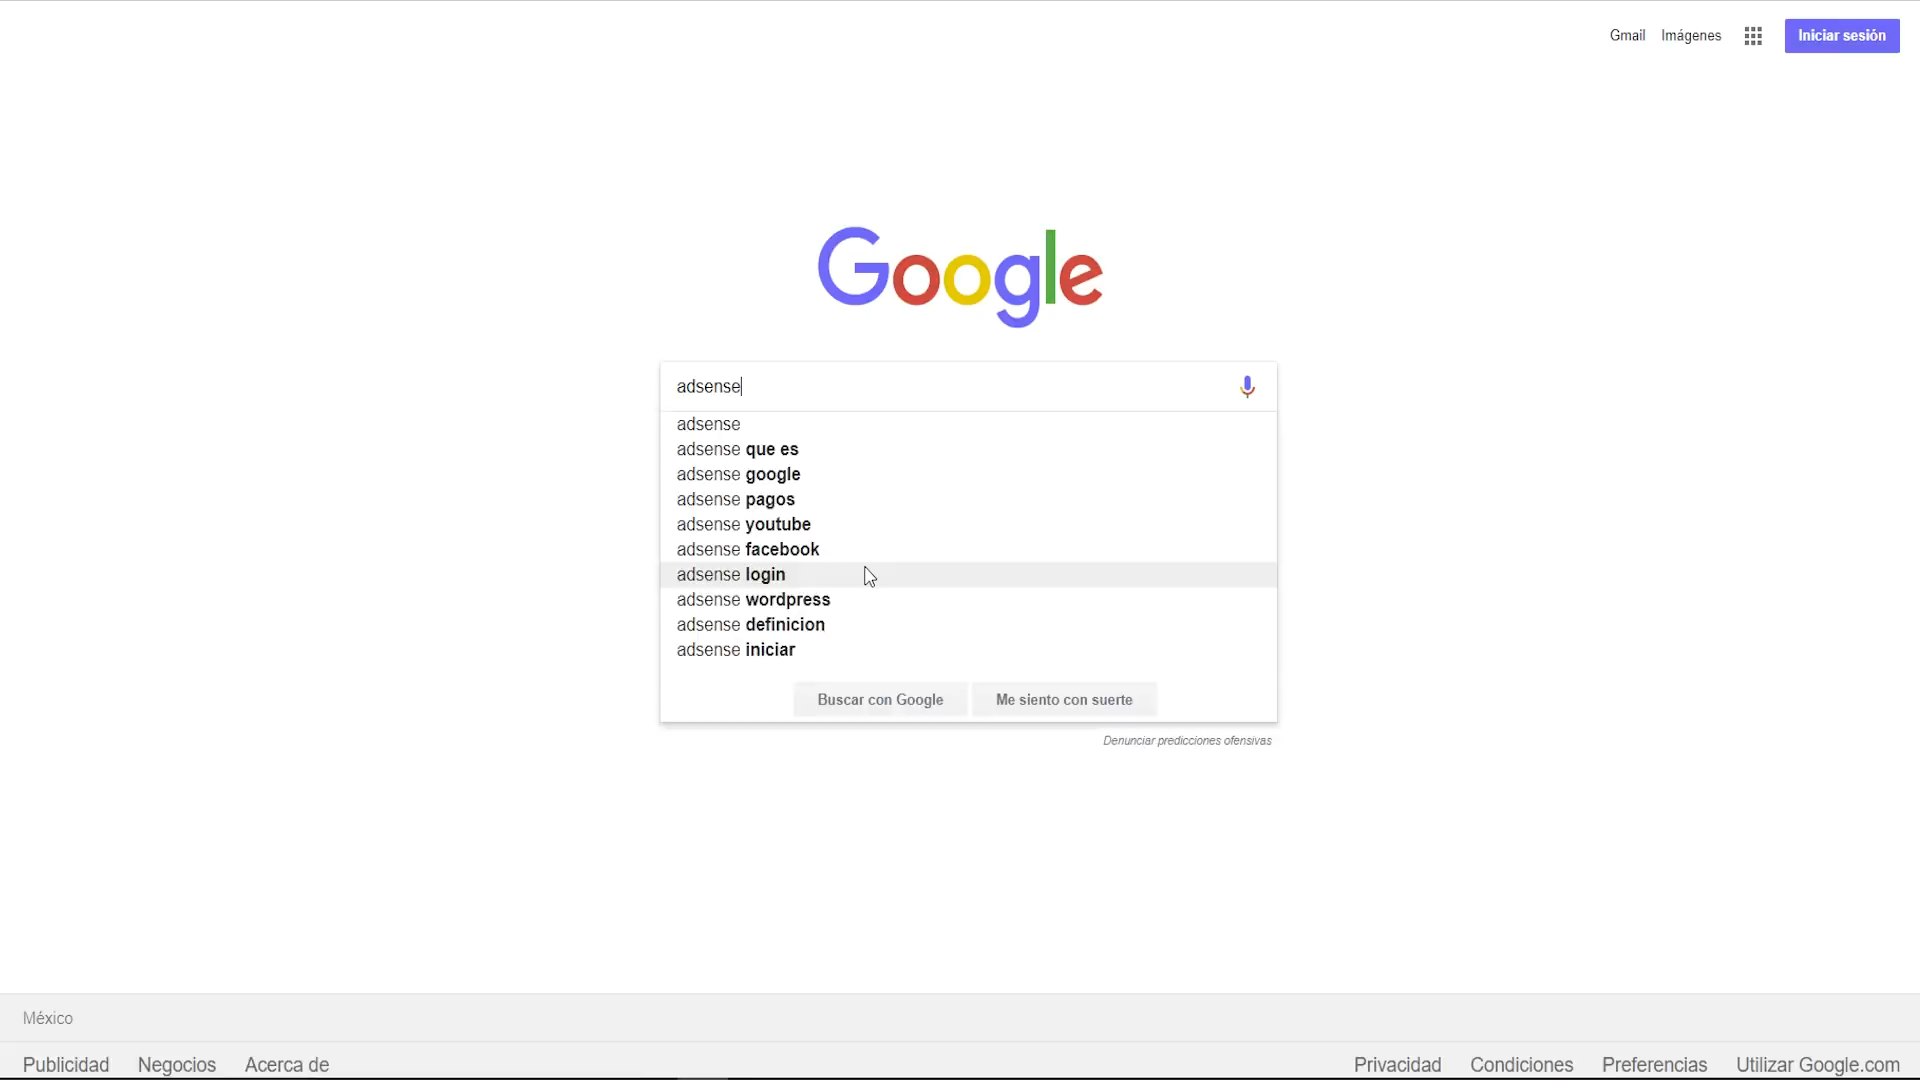 Gmail Imágenes Iniciar sesión
Google
adsense
adsense
adsense que es
adsense google
adsense pagos
adsense youtube
adsense facebook
adsense login
adsense wordpress
adsense definicion
adsense iniciar
Buscar con Google Me siento con suerte
Denunciar predicciones ofensivas
México
Publicidad Negocios Acerca de Privacidad Condiciones Preferencias Utilizar Google.com